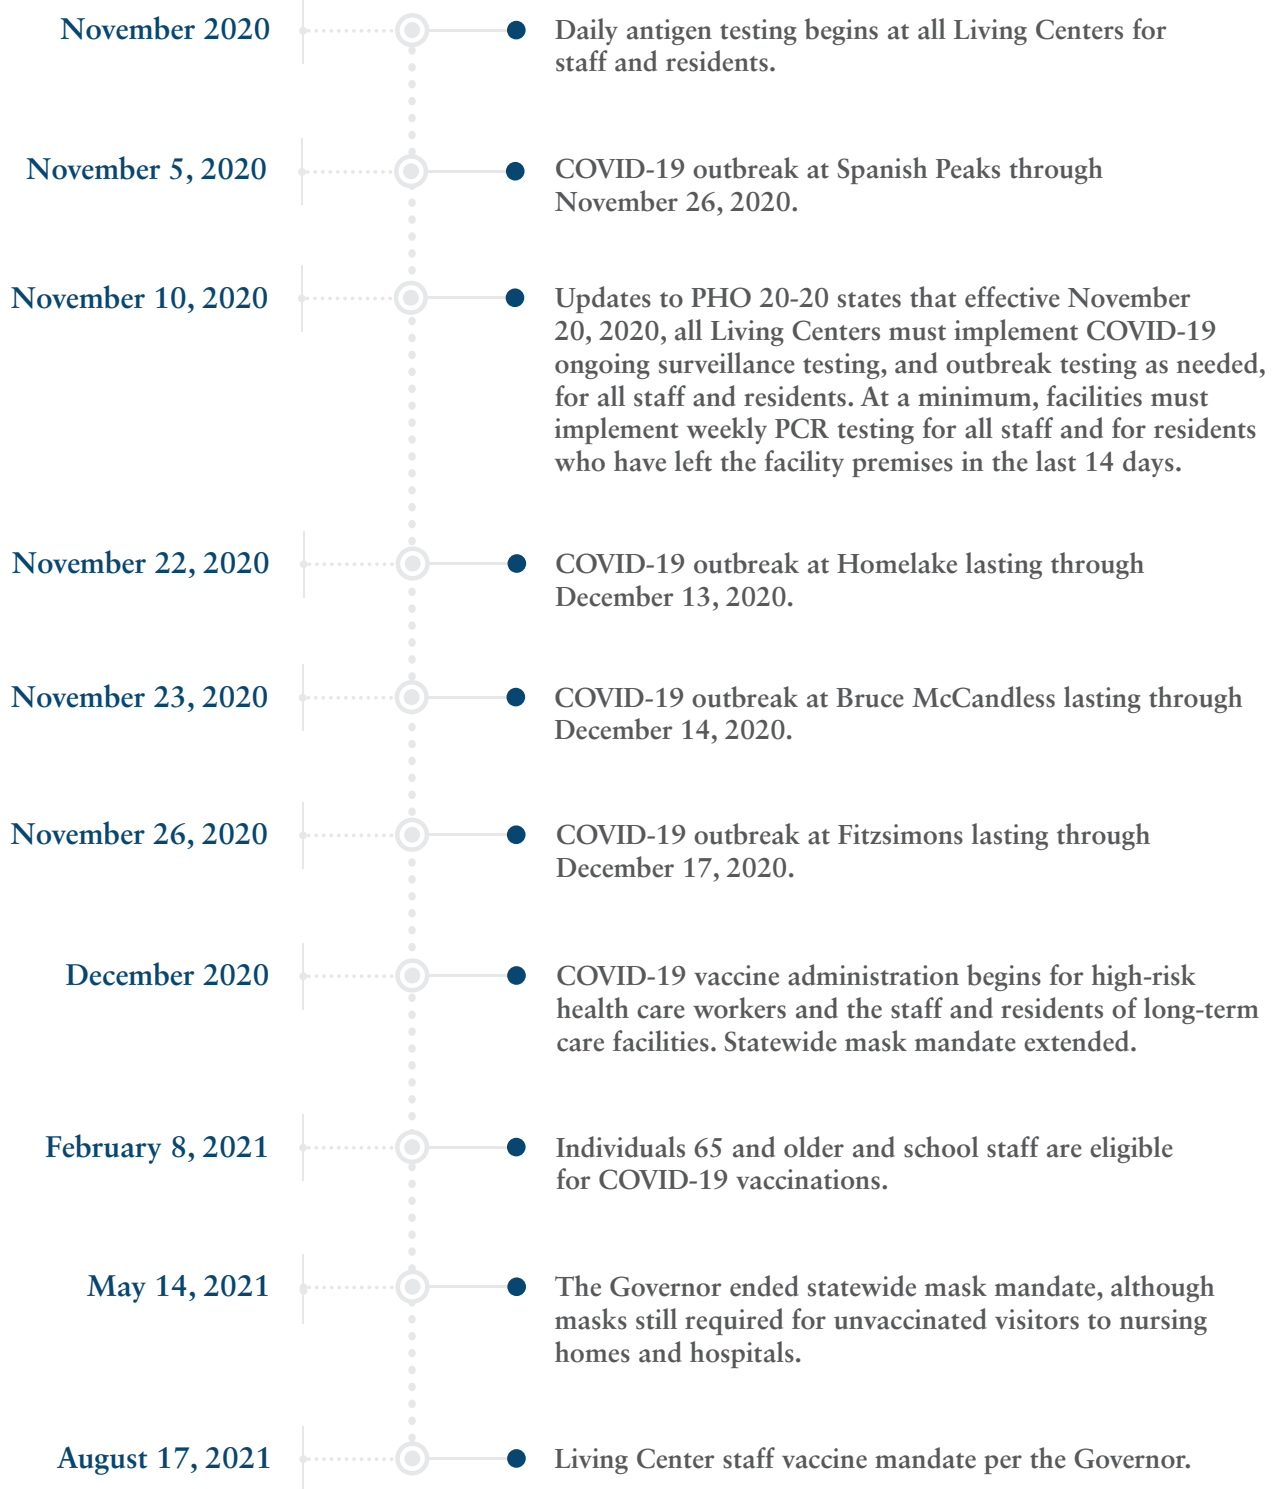 November 2020
Daily antigen testing begins at all Living Centers for
staff and residents.
November 5, 2020
COVID-19 outbreak at Spanish Peaks through
November 26, 2020.
November 10, 2020
Updates to PHO 20-20 states that effective November
20, 2020, all Living Centers must implement COVID-19
ongoing surveillance testing, and outbreak testing as needed,
for all staff and residents. At a minimum, facilities must
implement weekly PCR testing for all staff and for residents
who have left the facility premises in the last 14 days.
November 22, 2020
COVID-19 outbreak at Homelake lasting through
December 13, 2020.
November 23, 2020
COVID-19 outbreak at Bruce McCandless lasting through
December 14, 2020.
November 26, 2020
COVID-19 outbreak at Fitzsimons lasting through
December 17, 2020.
December 2020
COVID-19 vaccine administration begins for high-risk
health care workers and the staff and residents of long-term
care facilities. Statewide mask mandate extended.
February 8, 2021
Individuals 65 and older and school staff are eligible
for COVID-19 vaccinations.
May 14, 2021
The Governor ended statewide mask mandate, although
masks still required for unvaccinated visitors to nursing
homes and hospitals.
August 17, 2021
Living Center staff vaccine mandate per the Governor.